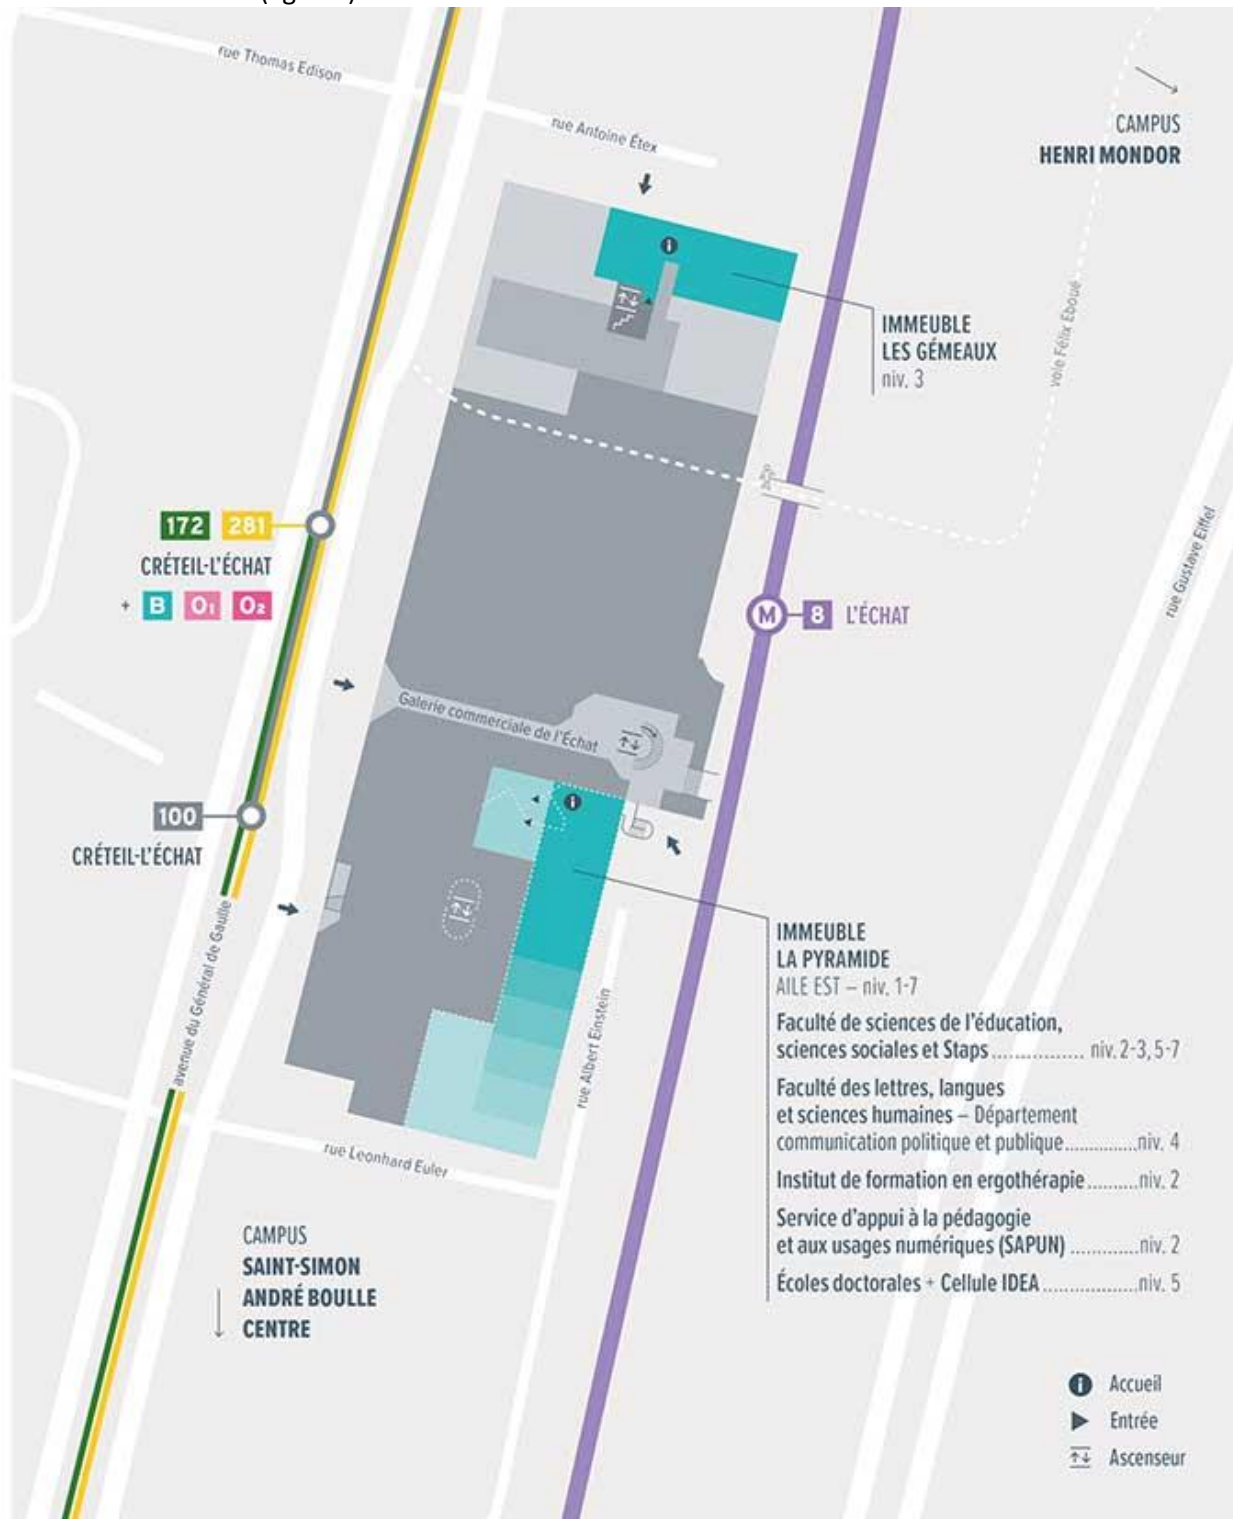 rue Thomas Edison
rue Antoine Étex
CAMPUS
HENRI MONDOR
i
IMMEUBLE
LES GÉMEAUX
niv. 3
voie Félix Eboué
rue Gustave Eiffel
172 281
CRÉTEIL-L'ÉCHAT
+ B O1 O2
M 8 L'ÉCHAT
Galerie commerciale de l'Échat
i
100
CRÉTEIL-L'ÉCHAT
avenue du Général de Gaulle
rue Albert Einstein
rue Leonhard Euler
IMMEUBLE
LA PYRAMIDE
AILE EST – niv. 1-7
Faculté de sciences de l'éducation,
sciences sociales et Staps ................ niv. 2-3, 5-7
Faculté des lettres, langues
et sciences humaines – Département
communication politique et publique ............. niv. 4
Institut de formation en ergothérapie .......... niv. 2
Service d'appui à la pédagogie
et aux usages numériques (SAPUN) ............. niv. 2
Écoles doctorales + Cellule IDEA .................. niv. 5
CAMPUS
SAINT-SIMON
ANDRÉ BOULLE
CENTRE
i Accueil
Entrée
Ascenseur